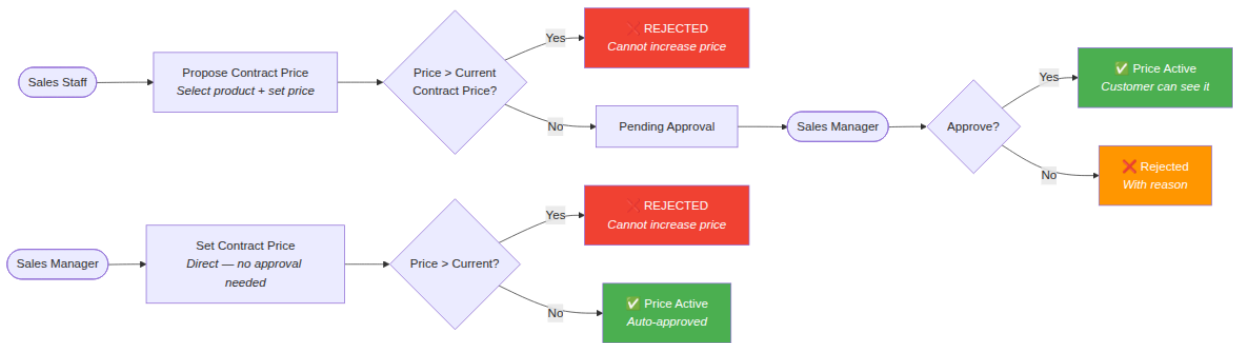 Sales Staff
Propose Contract Price
Select product + set price
Price > Current
Contract Price?
Yes
❌ REJECTED
Cannot increase price
No
Pending Approval
Sales Manager
Approve?
Yes
✅ Price Active
Customer can see it
No
❌ Rejected
With reason
Sales Manager
Set Contract Price
Direct — no approval
needed
Price > Current?
Yes
❌ REJECTED
Cannot increase price
No
✅ Price Active
Auto-approved